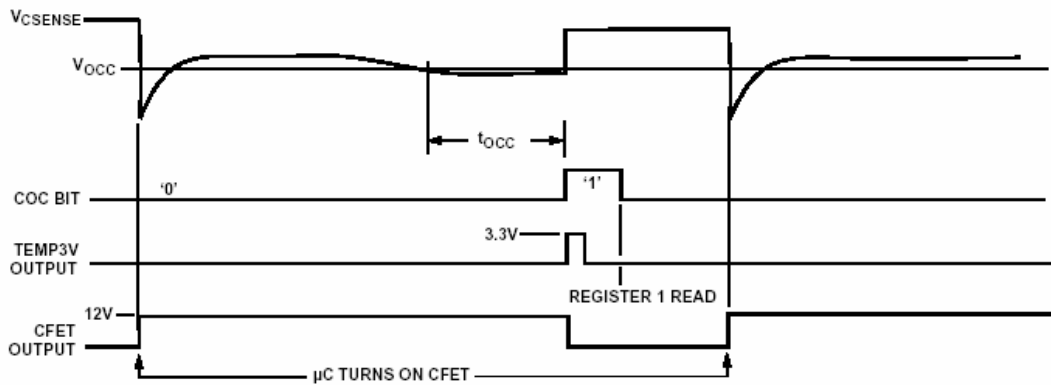 VCSENSE
VOCC
tOCC
COC BIT
‘0’
‘1’
3.3V
TEMP3V
OUTPUT
REGISTER 1 READ
12V
CFET
OUTPUT
µC TURNS ON CFET